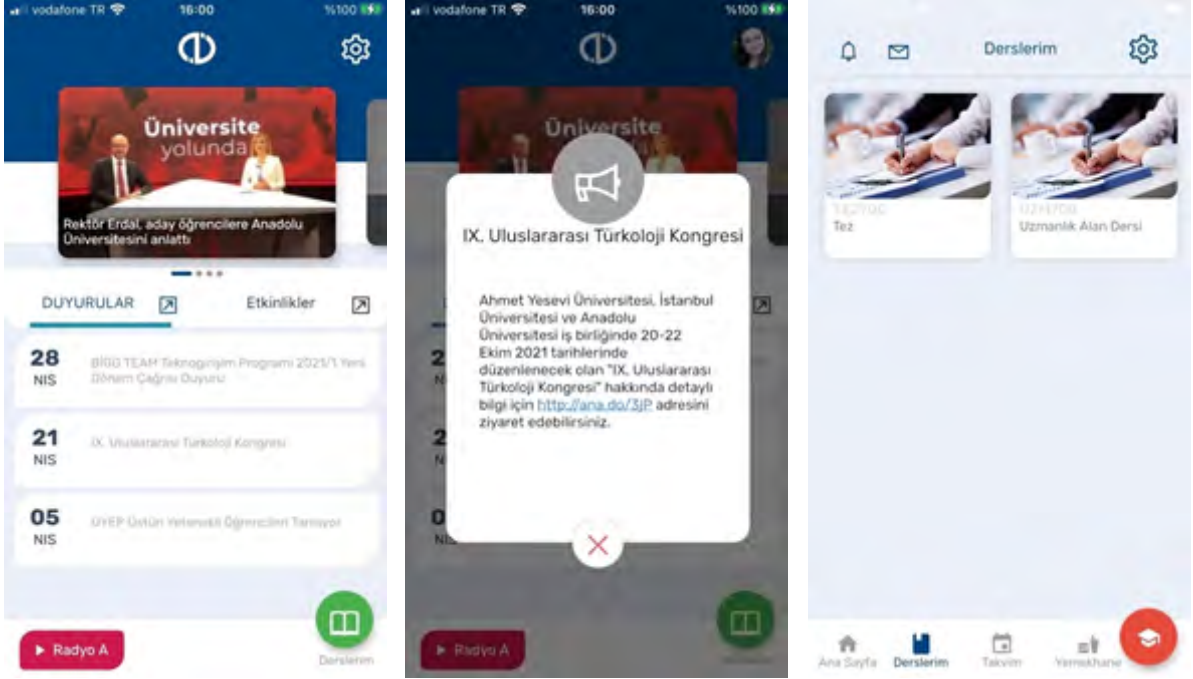 vodafone TR
16:00
%100
Üniversite
yolunda
Rektör Erdal, aday öğrencilere Anadolu
Üniversitesini anlattı
DUYURULAR
Etkinlikler
28
NIS
BİGG TEAM Teknogirişim Programı 2021/1 Yeni
Dönem Çağrısı Duyuru
21
NIS
IX. Uluslararası Türkoloji Kongresi
05
NIS
ÜYEP Üstün Yetenekli Öğrencileri Tanıyor
Radyo A
Derslerim
vodafone TR
16:00
%100
Üniversite
IX. Uluslararası Türkoloji Kongresi
Ahmet Yesevi Üniversitesi, İstanbul
Üniversitesi ve Anadolu
Üniversitesi iş birliğinde 20-22
Ekim 2021 tarihlerinde
düzenlenecek olan "IX. Uluslararası
Türkoloji Kongresi" hakkında detaylı
bilgi için http://ana.do/3jP adresini
ziyaret edebilirsiniz.
Radyo A
Derslerim
Tez
Uzmanlık Alan Dersi
Ana Sayfa
Derslerim
Takvim
Yemekhane